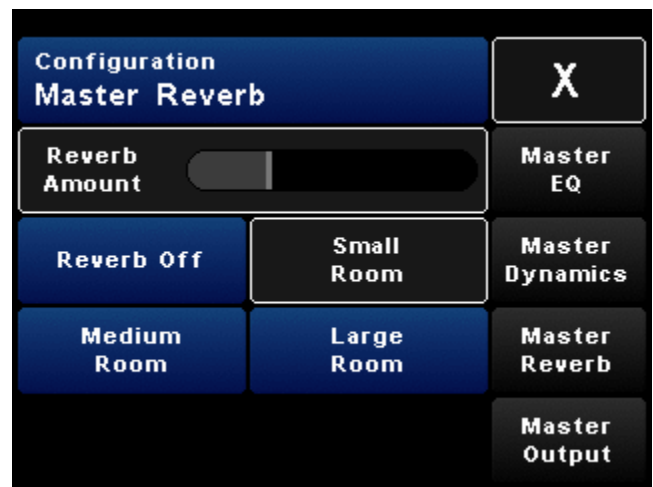 Configuration
Master Reverb
X
Reverb
Amount
Master
EQ
Reverb Off
Small
Room
Master
Dynamics
Medium
Room
Large
Room
Master
Reverb
Master
Output